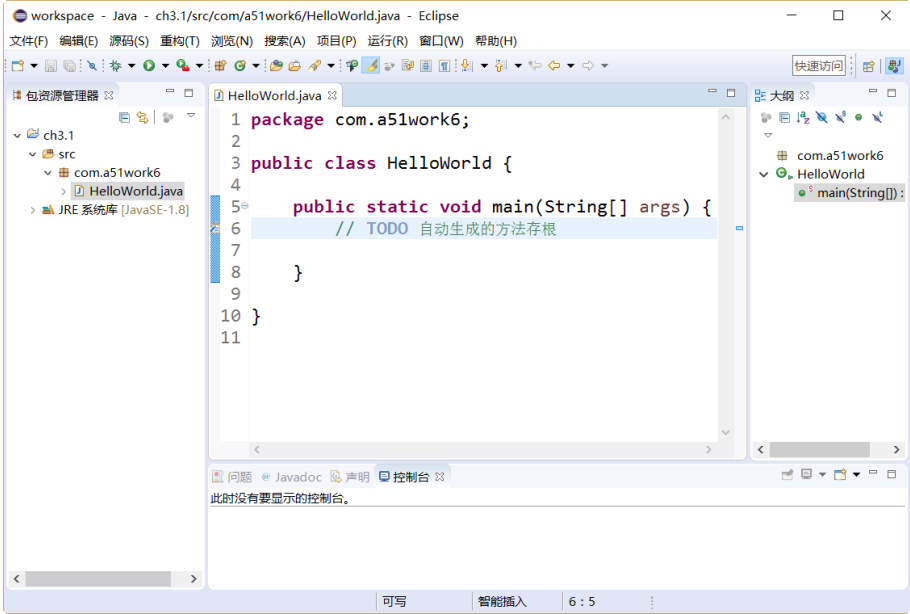 workspace - Java - ch3.1/src/com/a51work6/HelloWorld.java - Eclipse
文件(F) 编辑(E) 源码(S) 重构(T) 浏览(N) 搜索(A) 项目(P) 运行(R) 窗口(W) 帮助(H)
快速访问
包资源管理器
ch3.1
src
com.a51work6
HelloWorld.java
JRE 系统库 [JavaSE-1.8]
HelloWorld.java
1 package com.a51work6;
2
3 public class HelloWorld {
4
5 public static void main(String[] args) {
6 // TODO 自动生成的方法存根
7
8 }
9
10 }
11
大纲
com.a51work6
HelloWorld
main(String[]) :
问题 @ Javadoc 声明 控制台
此时没有要显示的控制台。
可写 智能插入 6 : 5